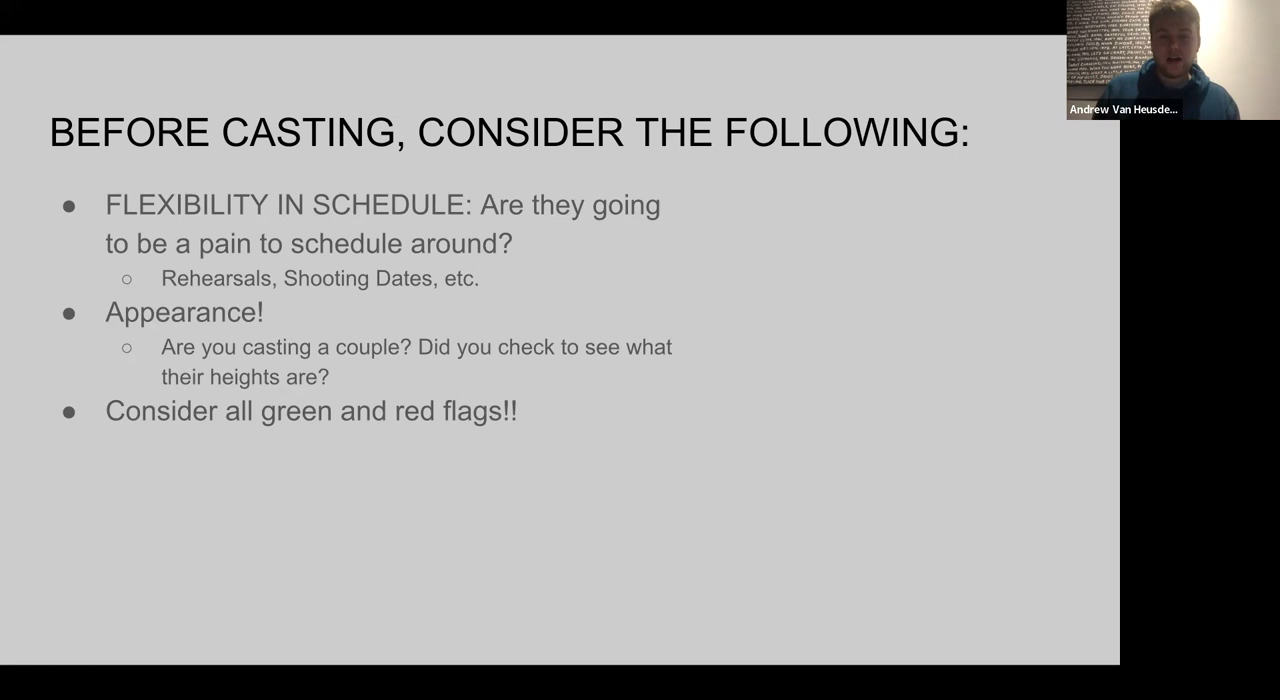 BEFORE CASTING, CONSIDER THE FOLLOWING:
● FLEXIBILITY IN SCHEDULE: Are they going
to be a pain to schedule around?
○ Rehearsals, Shooting Dates, etc.
● Appearance!
○ Are you casting a couple? Did you check to see what
their heights are?
● Consider all green and red flags!!
Andrew Van Heusde...